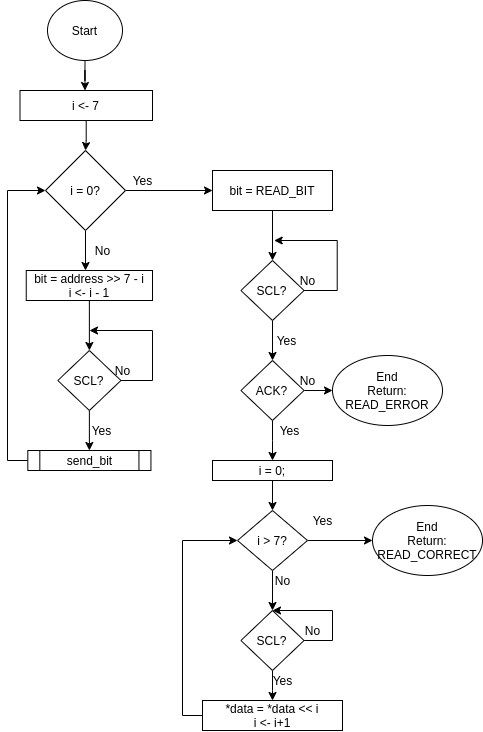 Start
i <- 7
i = 0?
Yes
bit = READ_BIT
No
bit = address >> 7 - i
i <- i - 1
SCL?
No
Yes
send_bit
SCL?
No
Yes
ACK?
No
End
Return:
READ_ERROR
Yes
i = 0;
i > 7?
Yes
End
Return:
READ_CORRECT
No
SCL?
No
Yes
*data = *data << i
i <- i+1